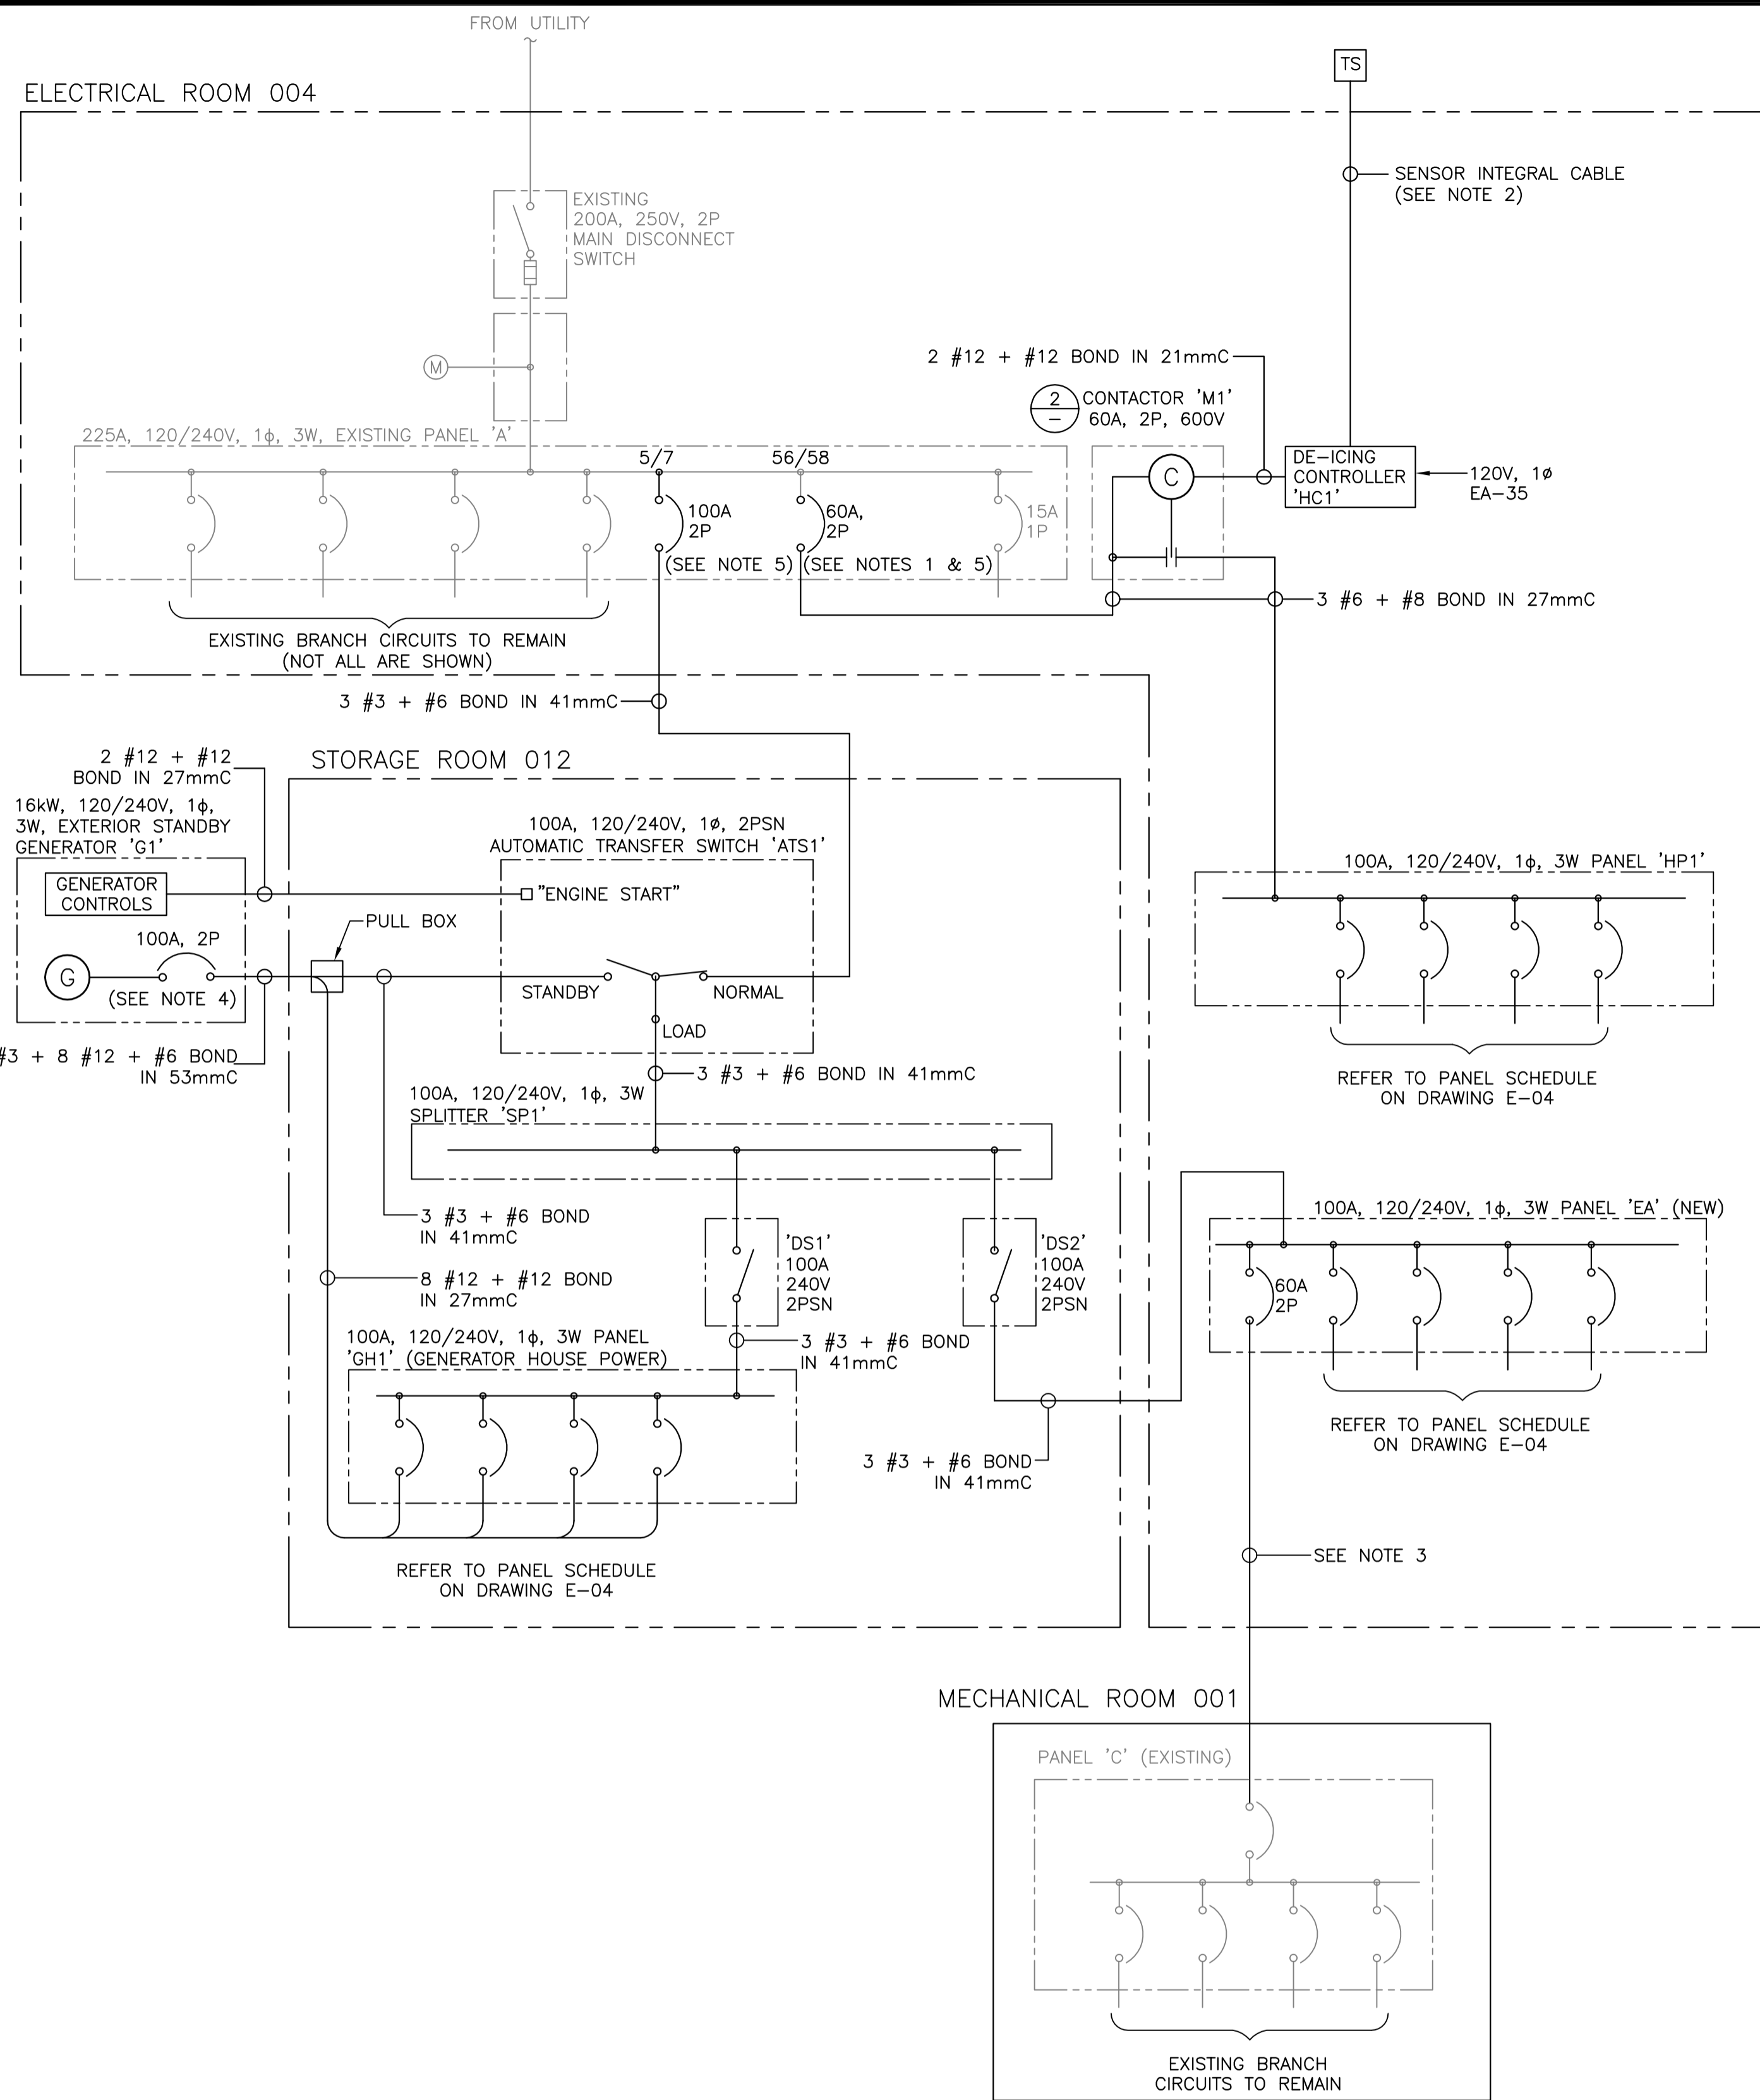 FROM UTILITY
TS
ELECTRICAL ROOM 004
SENSOR INTEGRAL CABLE
(SEE NOTE 2)
EXISTING
200A, 250V, 2P
MAIN DISCONNECT
SWITCH
M
2 #12 + #12 BOND IN 21mmC
2
–
CONTACTOR 'M1'
60A, 2P, 600V
225A, 120/240V, 1ϕ, 3W, EXISTING PANEL 'A'
5/7
56/58
C
DE-ICING
CONTROLLER
'HC1'
120V, 1Ø
EA-35
100A
2P
(SEE NOTE 5)
60A,
2P
(SEE NOTES 1 & 5)
15A
1P
3 #6 + #8 BOND IN 27mmC
EXISTING BRANCH CIRCUITS TO REMAIN
(NOT ALL ARE SHOWN)
3 #3 + #6 BOND IN 41mmC
2 #12 + #12
BOND IN 27mmC
STORAGE ROOM 012
16kW, 120/240V, 1ϕ,
3W, EXTERIOR STANDBY
GENERATOR 'G1'
100A, 120/240V, 1Ø, 2PSN
AUTOMATIC TRANSFER SWITCH 'ATS1'
GENERATOR
CONTROLS
"ENGINE START"
PULL BOX
100A, 2P
G
(SEE NOTE 4)
STANDBY
NORMAL
LOAD
#3 + 8 #12 + #6 BOND
IN 53mmC
3 #3 + #6 BOND IN 41mmC
100A, 120/240V, 1ϕ, 3W PANEL 'HP1'
REFER TO PANEL SCHEDULE
ON DRAWING E-04
100A, 120/240V, 1ϕ, 3W
SPLITTER 'SP1'
3 #3 + #6 BOND
IN 41mmC
8 #12 + #12 BOND
IN 27mmC
'DS1'
100A
240V
2PSN
'DS2'
100A
240V
2PSN
100A, 120/240V, 1ϕ, 3W PANEL 'EA' (NEW)
60A
2P
3 #3 + #6 BOND
IN 41mmC
100A, 120/240V, 1ϕ, 3W PANEL
'GH1' (GENERATOR HOUSE POWER)
REFER TO PANEL SCHEDULE
ON DRAWING E-04
3 #3 + #6 BOND
IN 41mmC
SEE NOTE 3
REFER TO PANEL SCHEDULE
ON DRAWING E-04
MECHANICAL ROOM 001
PANEL 'C' (EXISTING)
EXISTING BRANCH
CIRCUITS TO REMAIN